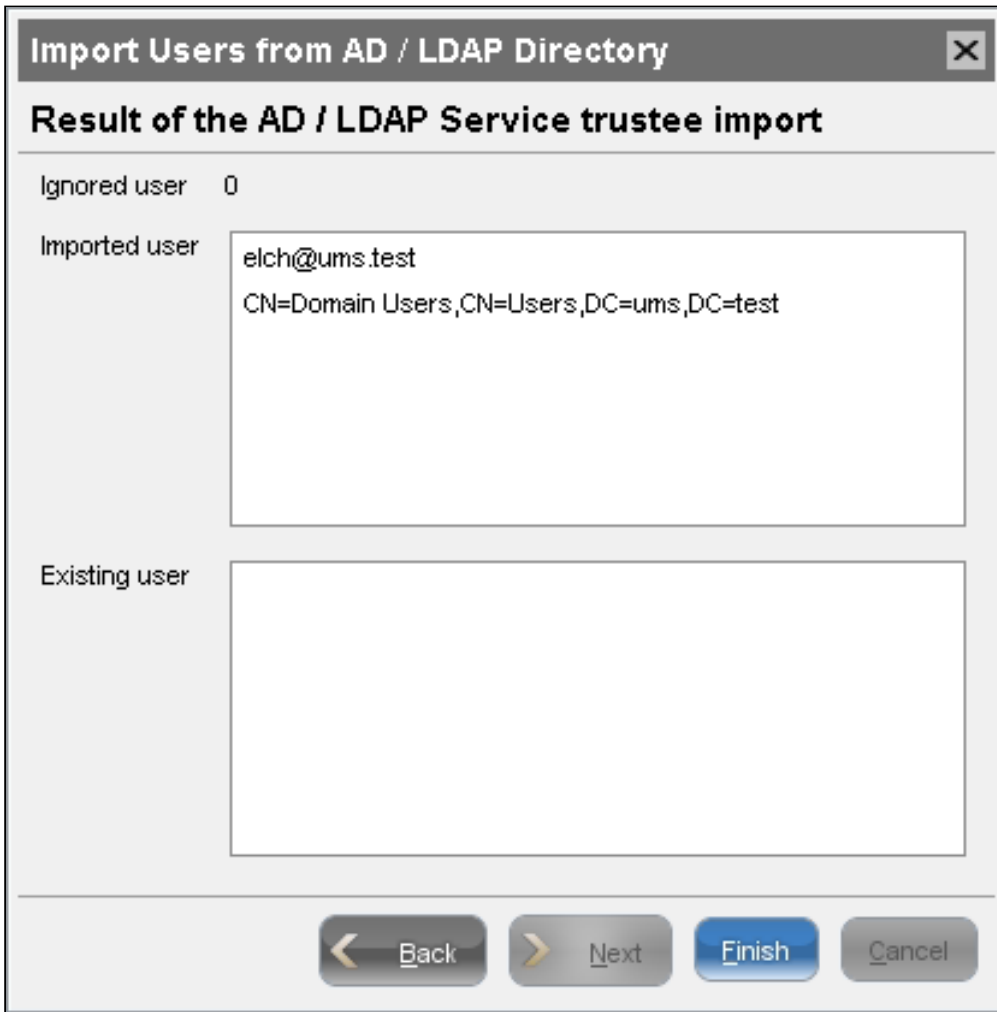 Import Users from AD / LDAP Directory
Result of the AD / LDAP Service trustee import
Ignored user 0
Imported user
elch@ums.test
CN=Domain Users,CN=Users,DC=ums,DC=test
Existing user
Back Next Finish Cancel